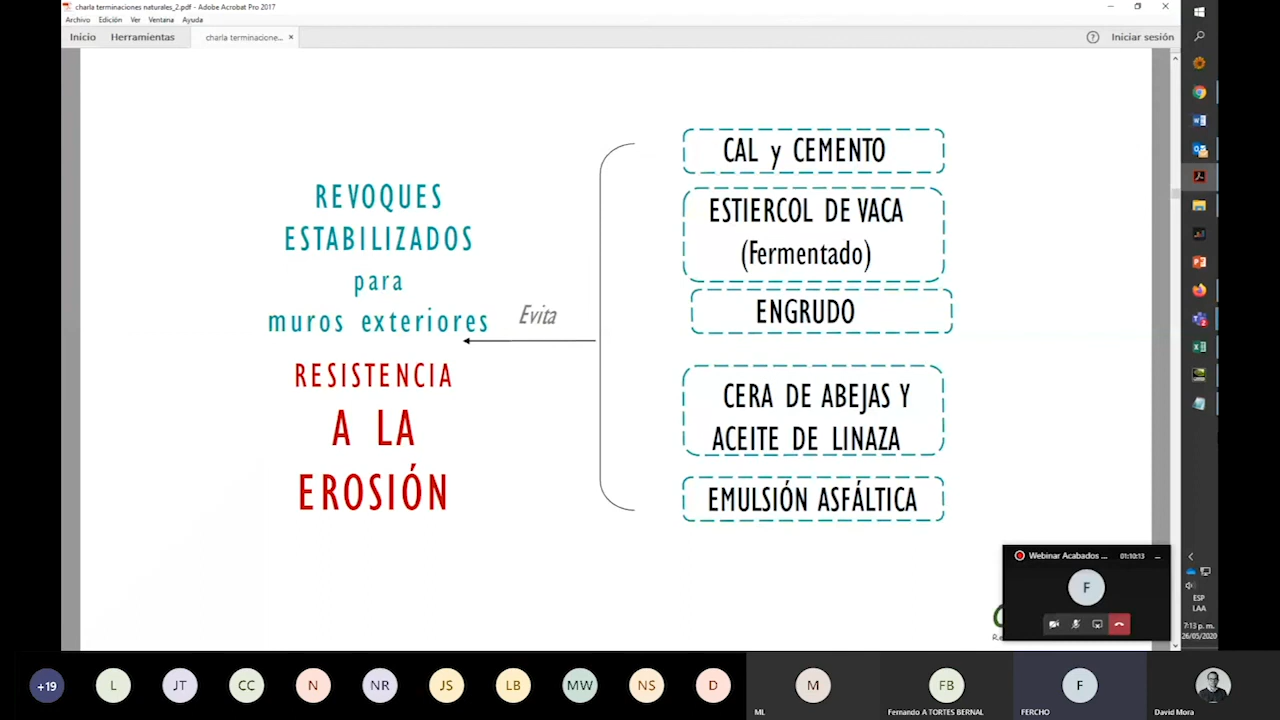 charla terminaciones naturales_2.pdf - Adobe Acrobat Pro 2017
Archivo Edición Ver Ventana Ayuda
Inicio Herramientas charla terminacione... × ? Iniciar sesión
REVOQUES
ESTABILIZADOS
para
muros exteriores
RESISTENCIA
A LA
EROSIÓN
Evita
CAL y CEMENTO
ESTIERCOL DE VACA
(Fermentado)
ENGRUDO
CERA DE ABEJAS Y
ACEITE DE LINAZA
EMULSIÓN ASFÁLTICA
Webinar Acabados ... 01:10:13
F
ESP
LAA
7:13 p. m.
26/05/2020
+19 L JT CC N NR JS LB MW NS D M FB F
ML Fernando A TORTES BERNAL FERCHO David Mora